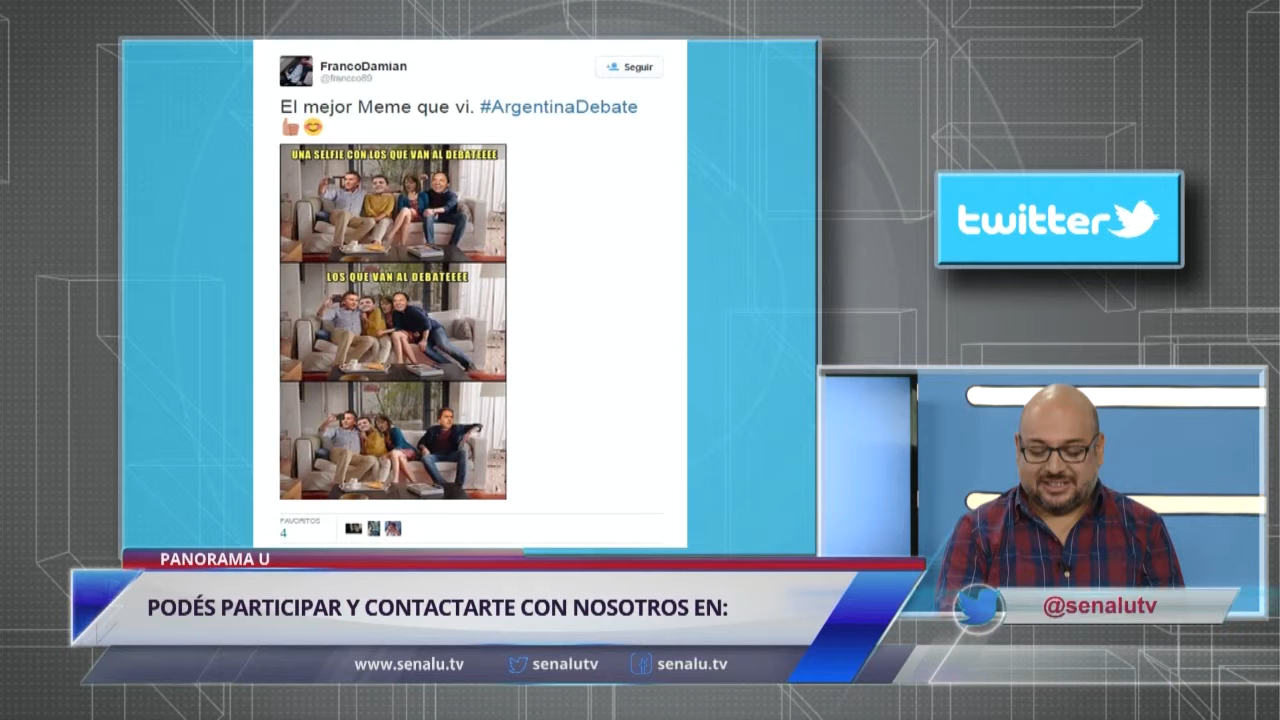 FrancoDamian
@francco89
Seguir
El mejor Meme que vi. #ArgentinaDebate
UNA SELFIE CON LOS QUE VAN AL DEBATEEEE
LOS QUE VAN AL DEBATEEEE
FAVORITOS
4
twitter
PANORAMA U
PODÉS PARTICIPAR Y CONTACTARTE CON NOSOTROS EN:
@senalutv
www.senalu.tv
senalutv
senalu.tv